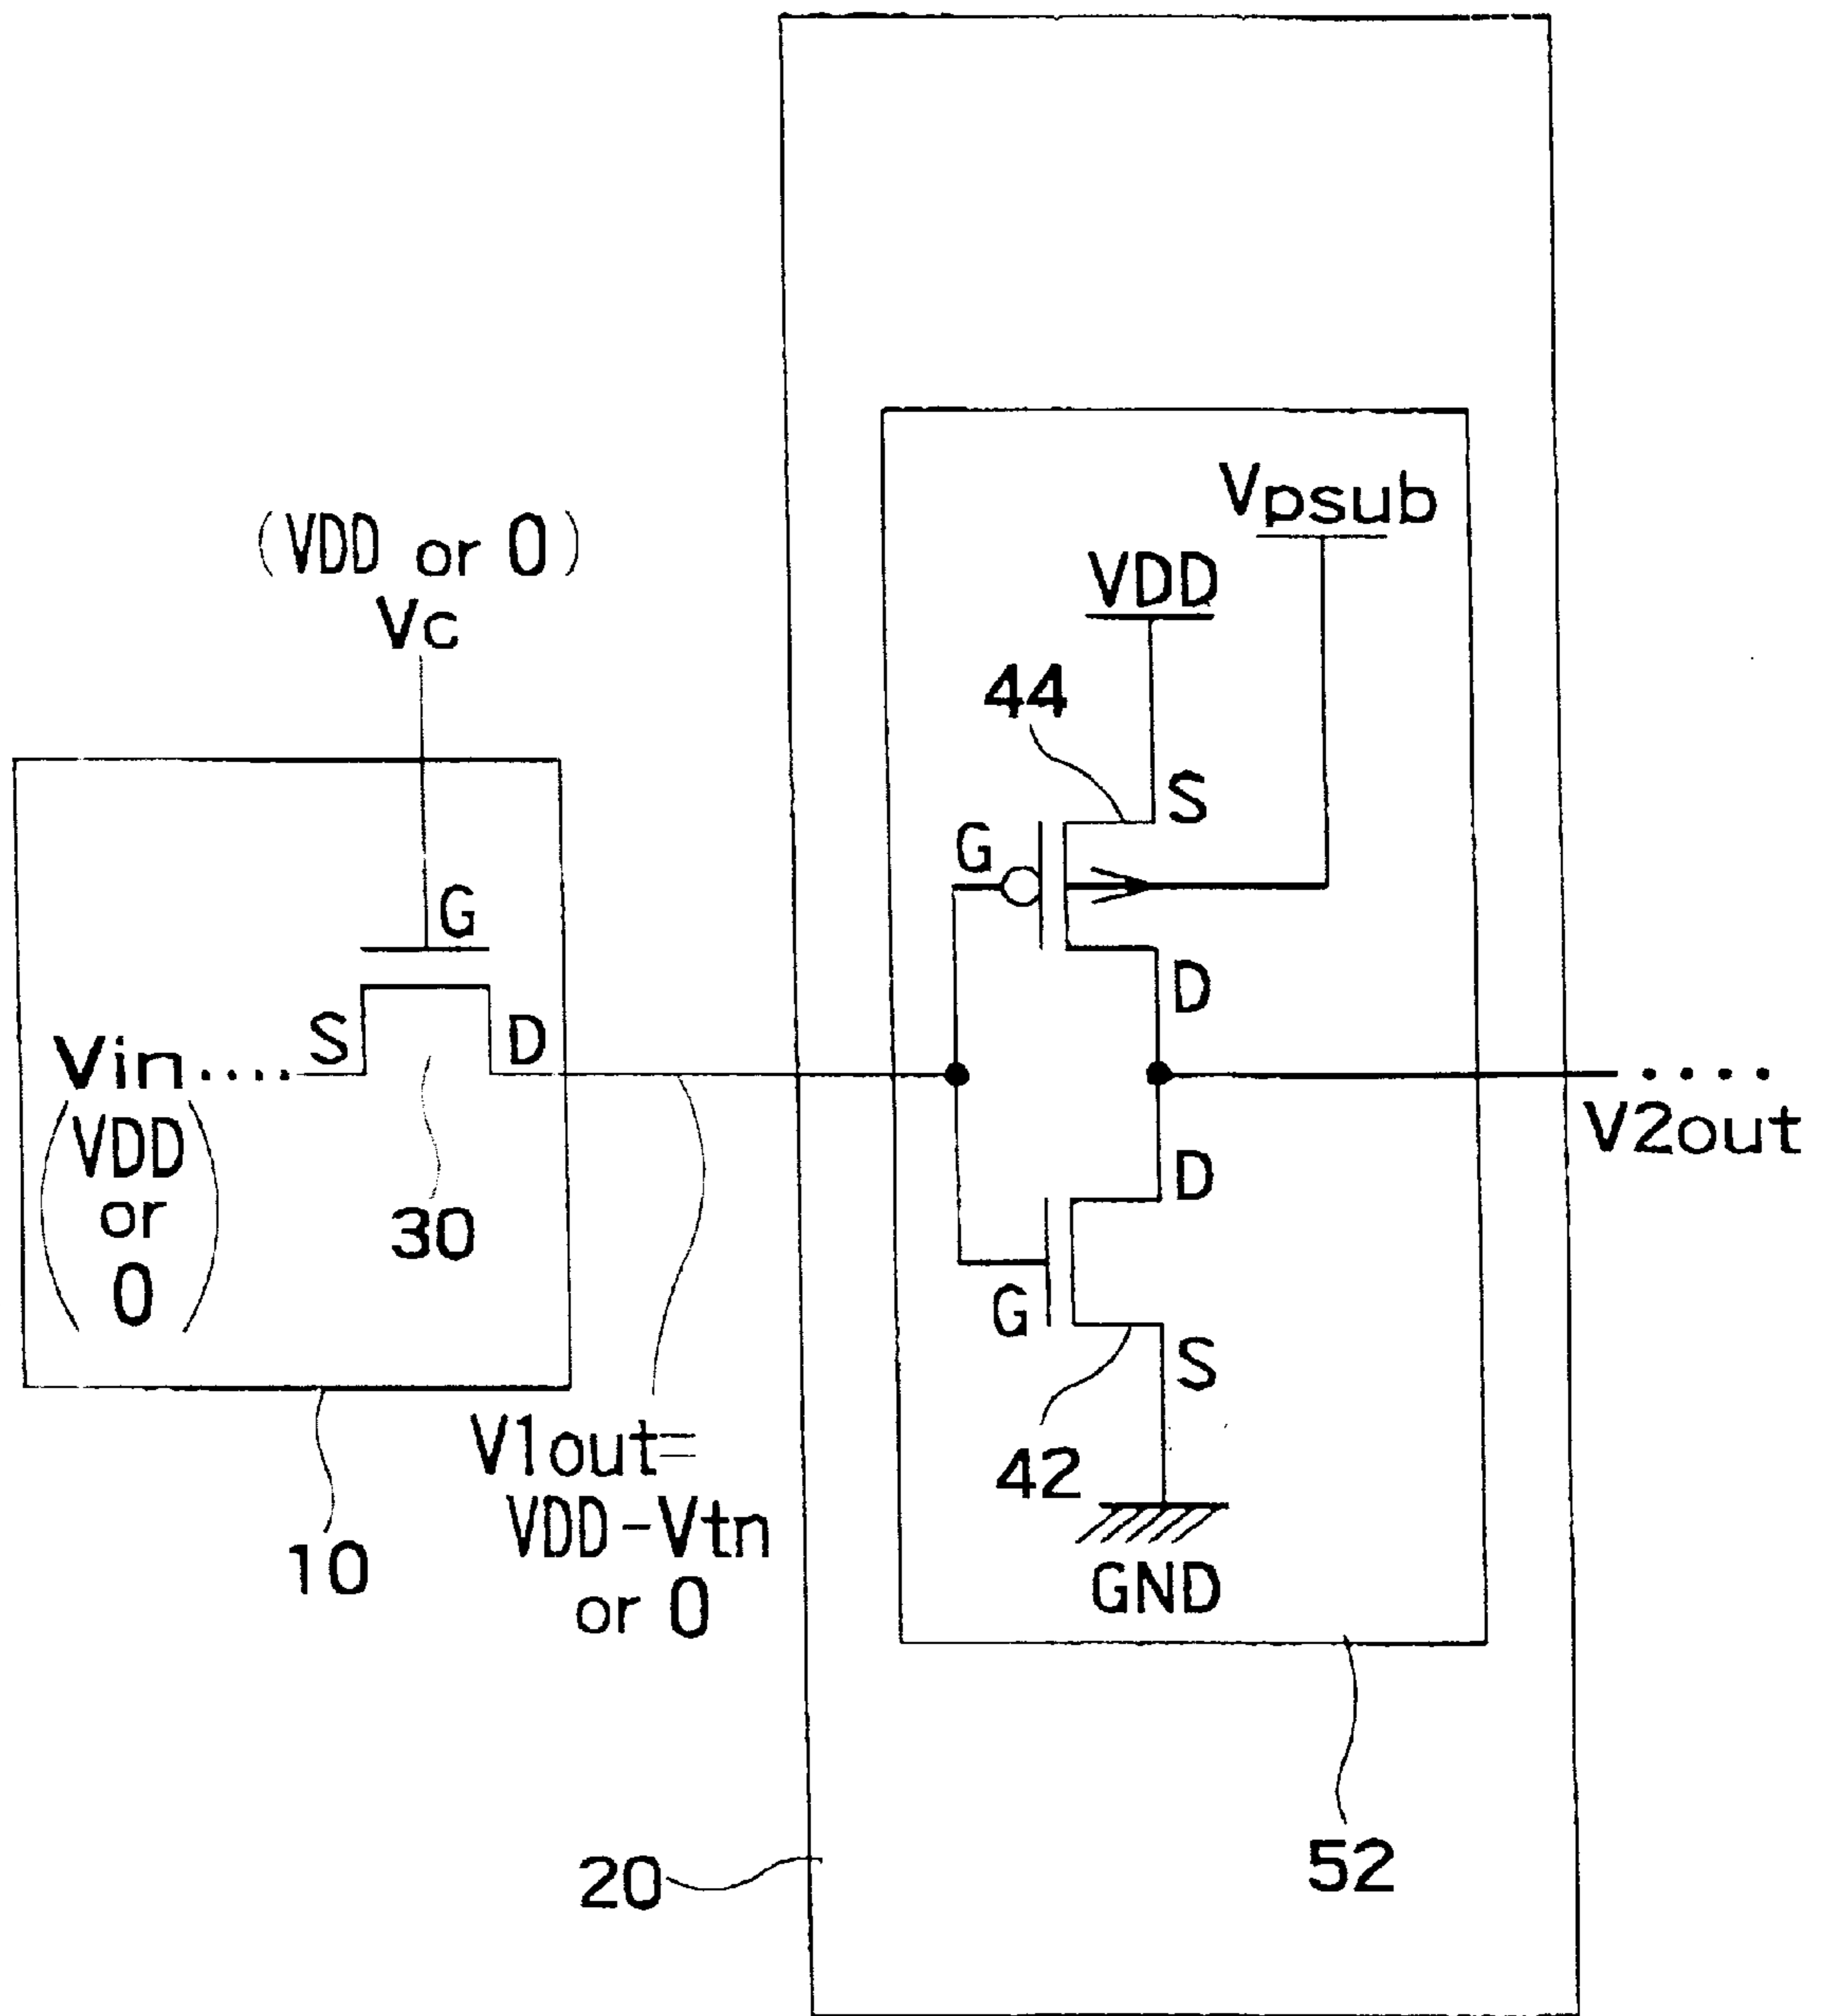 (VDD or 0)
Vc
G
S
D
Vin....
VDD
or
0
30
10
V1out=
VDD-Vtn
or 0
Vpsub
VDD
44
S
G
D
D
G
S
42
GND
....
V2out
20
52